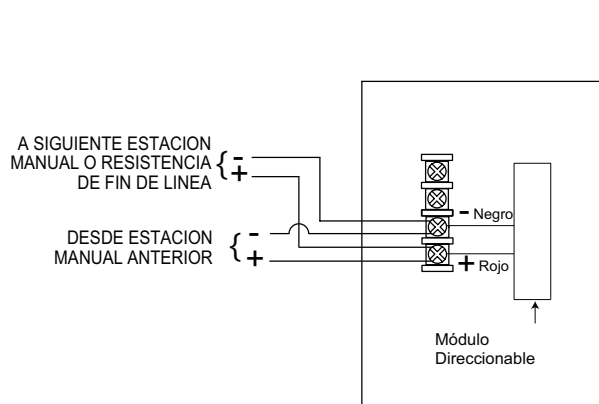 A SIGUIENTE ESTACION
MANUAL O RESISTENCIA
DE FIN DE LINEA
{ -
+
DESDE ESTACION
MANUAL ANTERIOR
{ -
+
- Negro
+ Rojo
Módulo
Direccionable